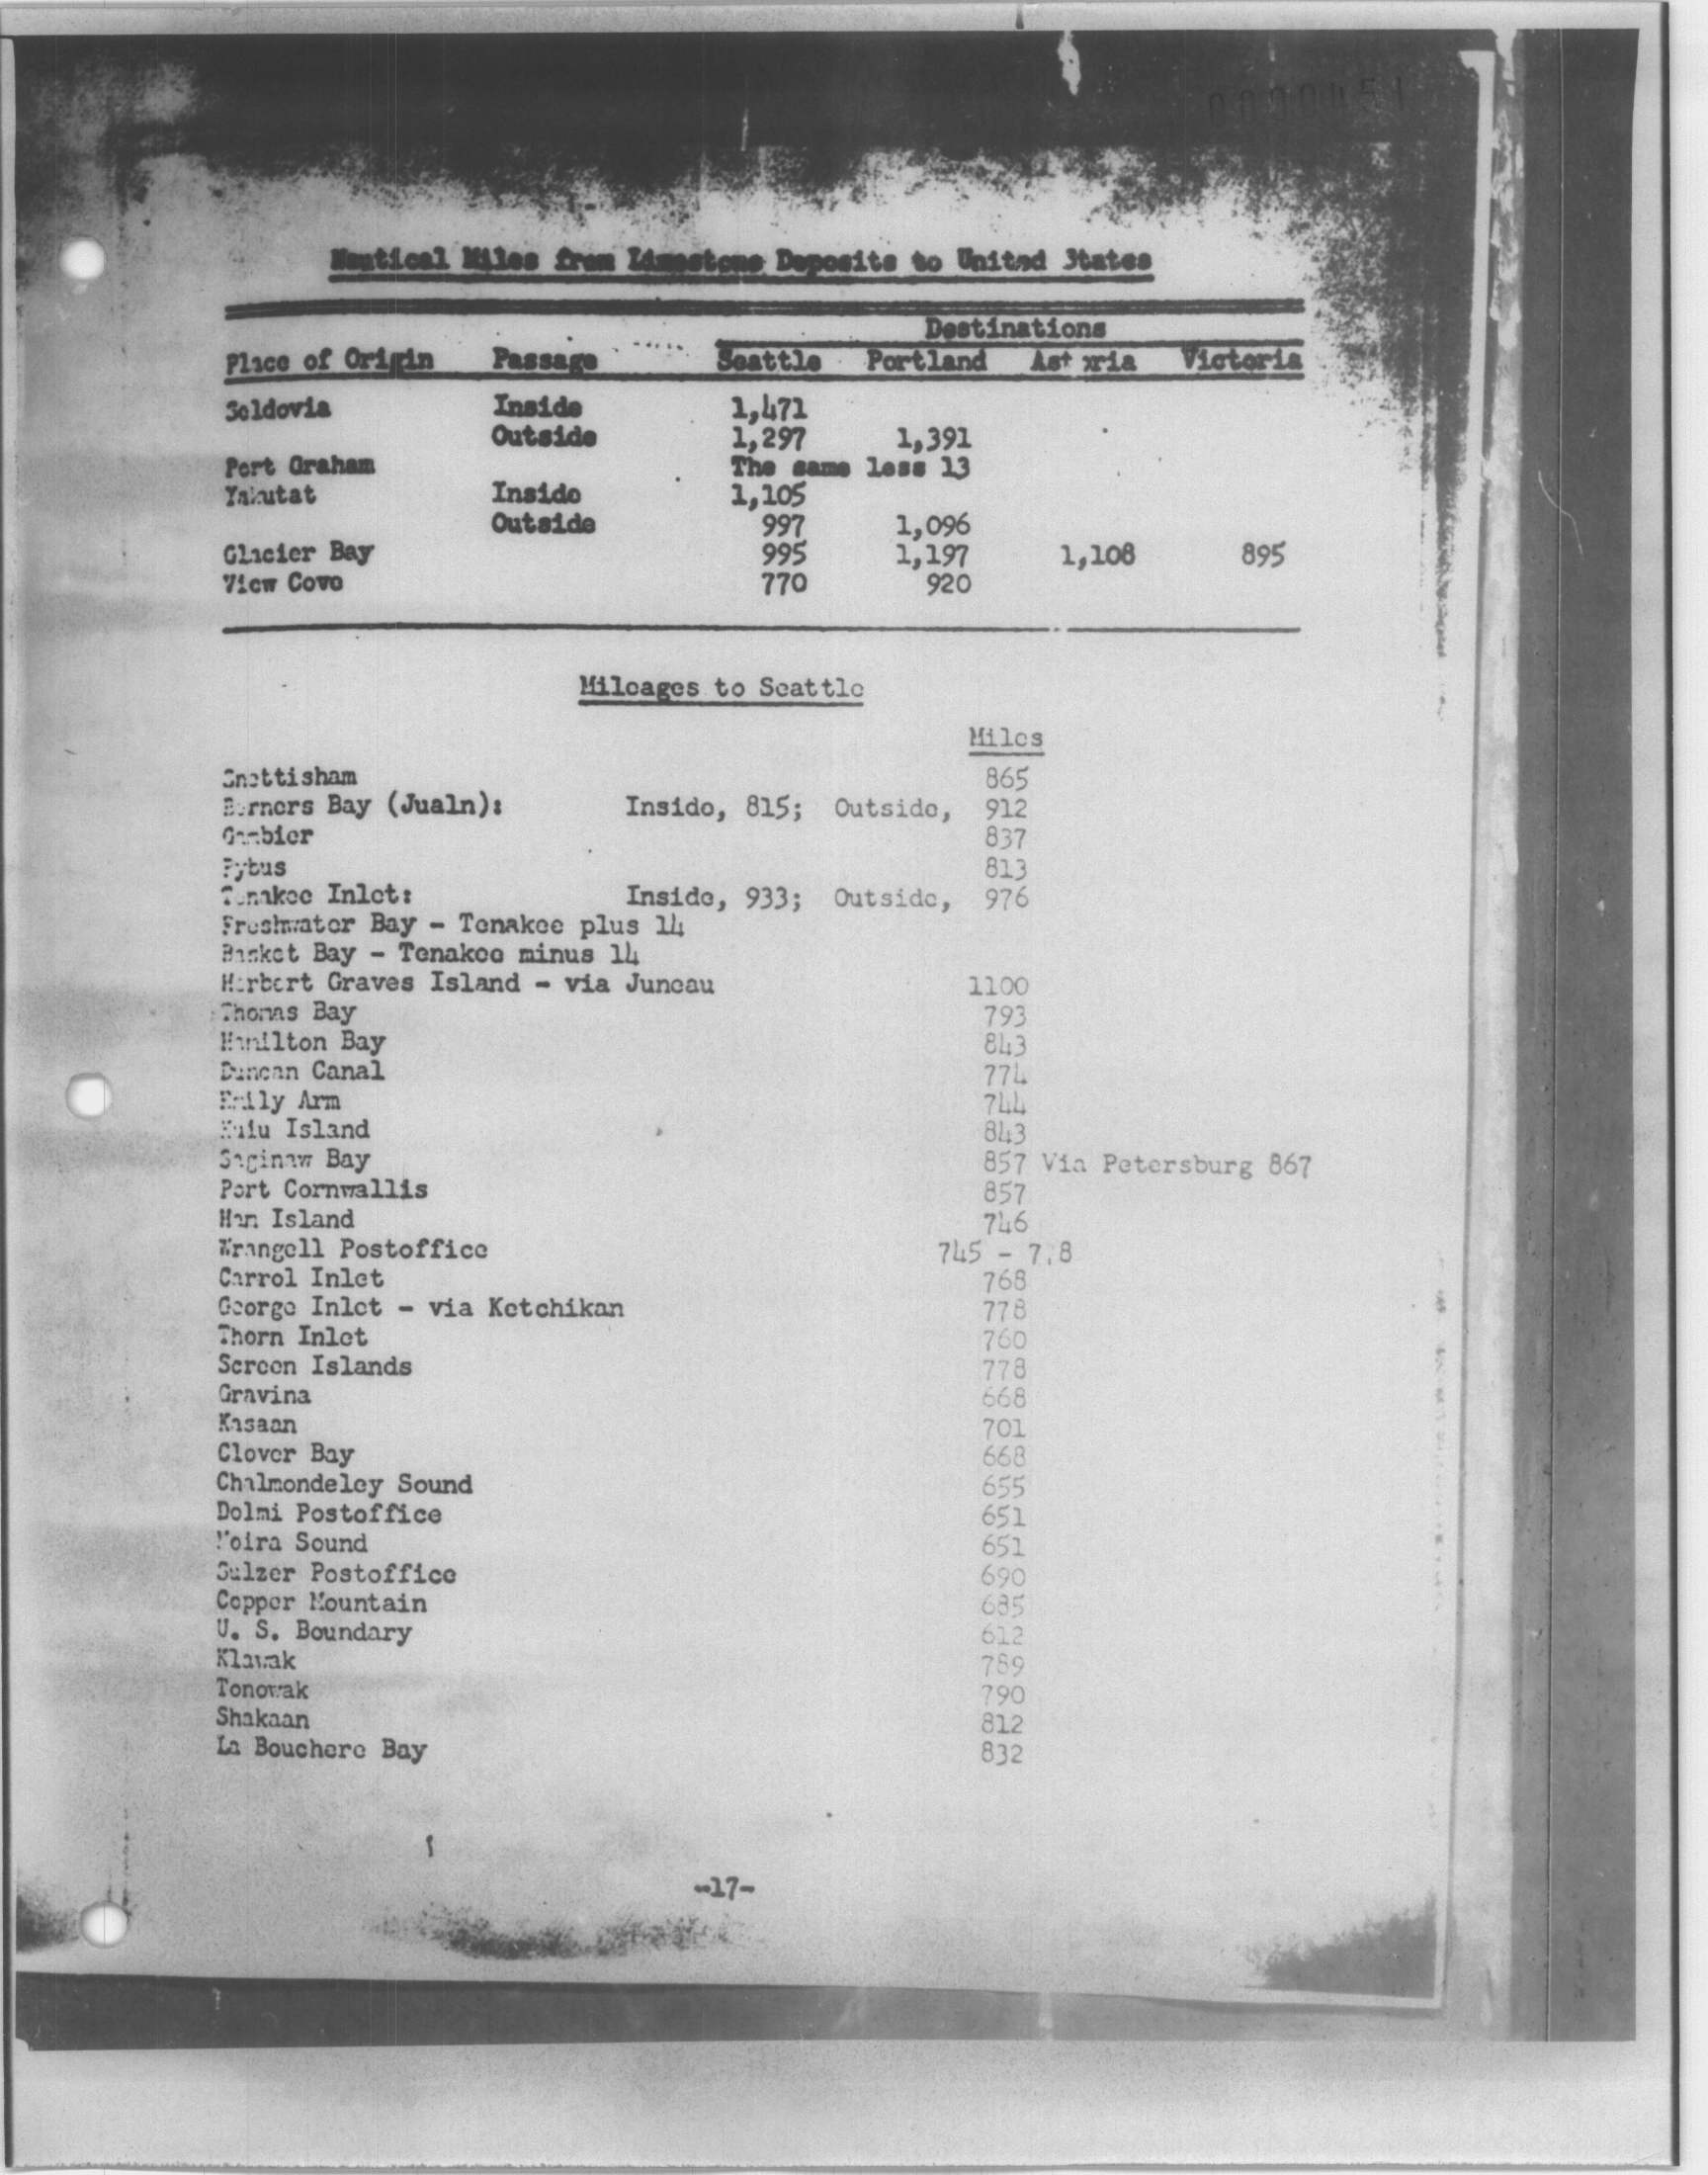 0000451
Nautical Miles from Limestone Deposits to United States
Destinations
Place of Origin Passage Seattle Portland Astoria Victoria
Seldovia Inside 1,471
Outside 1,297 1,391
Port Graham The same less 13
Yakutat Inside 1,105
Outside 997 1,096
Glacier Bay 995 1,197 1,108 895
View Cove 770 920
Mileages to Seattle
Miles
Snettisham 865
Berners Bay (Jualn): Inside, 815; Outside, 912
Gambier 837
Pybus 813
Tenakee Inlet: Inside, 933; Outside, 976
Freshwater Bay - Tenakee plus 14
Basket Bay - Tenakee minus 14
Herbert Graves Island - via Juneau 1100
Thomas Bay 793
Hamilton Bay 843
Duncan Canal 774
Emily Arm 744
Kuiu Island 843
Saginaw Bay 857 Via Petersburg 867
Port Cornwallis 857
Ham Island 746
Wrangell Postoffice 745 -
Carrol Inlet 768
George Inlet - via Ketchikan 778
Thorn Inlet 760
Screen Islands 778
Gravina 668
Kasaan 701
Clover Bay 668
Chalmondeley Sound 655
Dolmi Postoffice 651
Moira Sound 651
Sulzer Postoffice 690
Copper Mountain 685
U. S. Boundary 612
Klawak 789
Tonowak 790
Shakaan 812
La Bouchere Bay 832
-17-